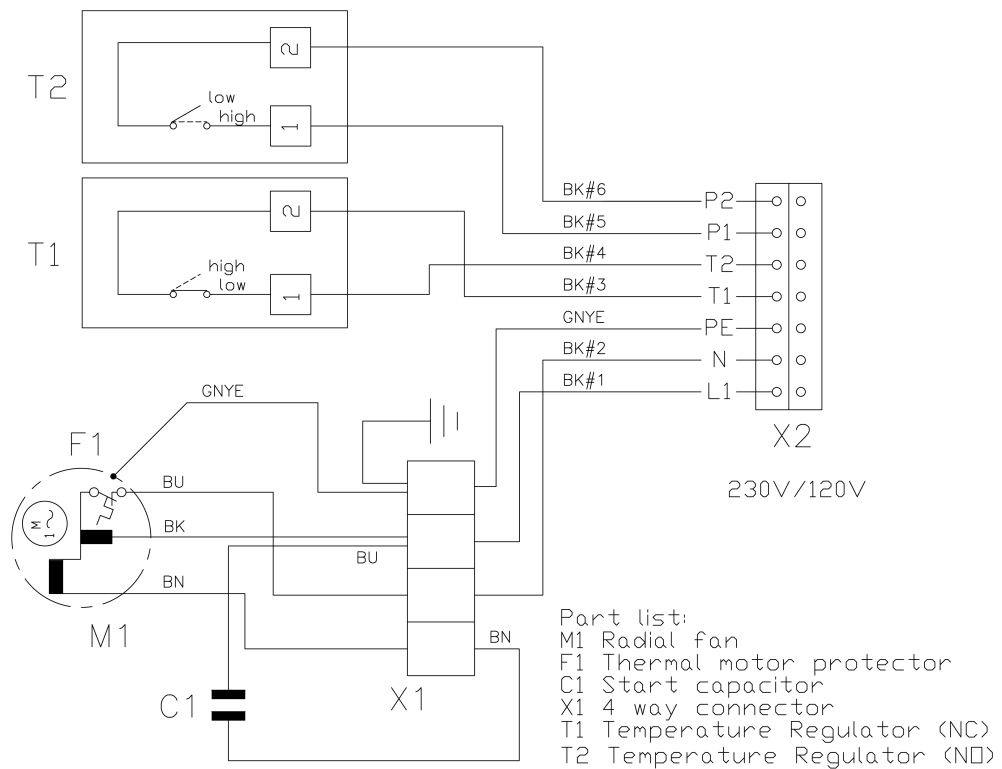 2
T2
low
high
1
BK#6
P2
2
BK#5
P1
T1
BK#4
T2
high
low
1
BK#3
T1
GNYE
PE
BK#2
N
BK#1
L1
GNYE
X2
F1
BU
230V/120V
M
1~
BK
BU
BN
M1
BN
C1
X1
Part list:
M1 Radial fan
F1 Thermal motor protector
C1 Start capacitor
X1 4 way connector
T1 Temperature Regulator (NC)
T2 Temperature Regulator (NO)